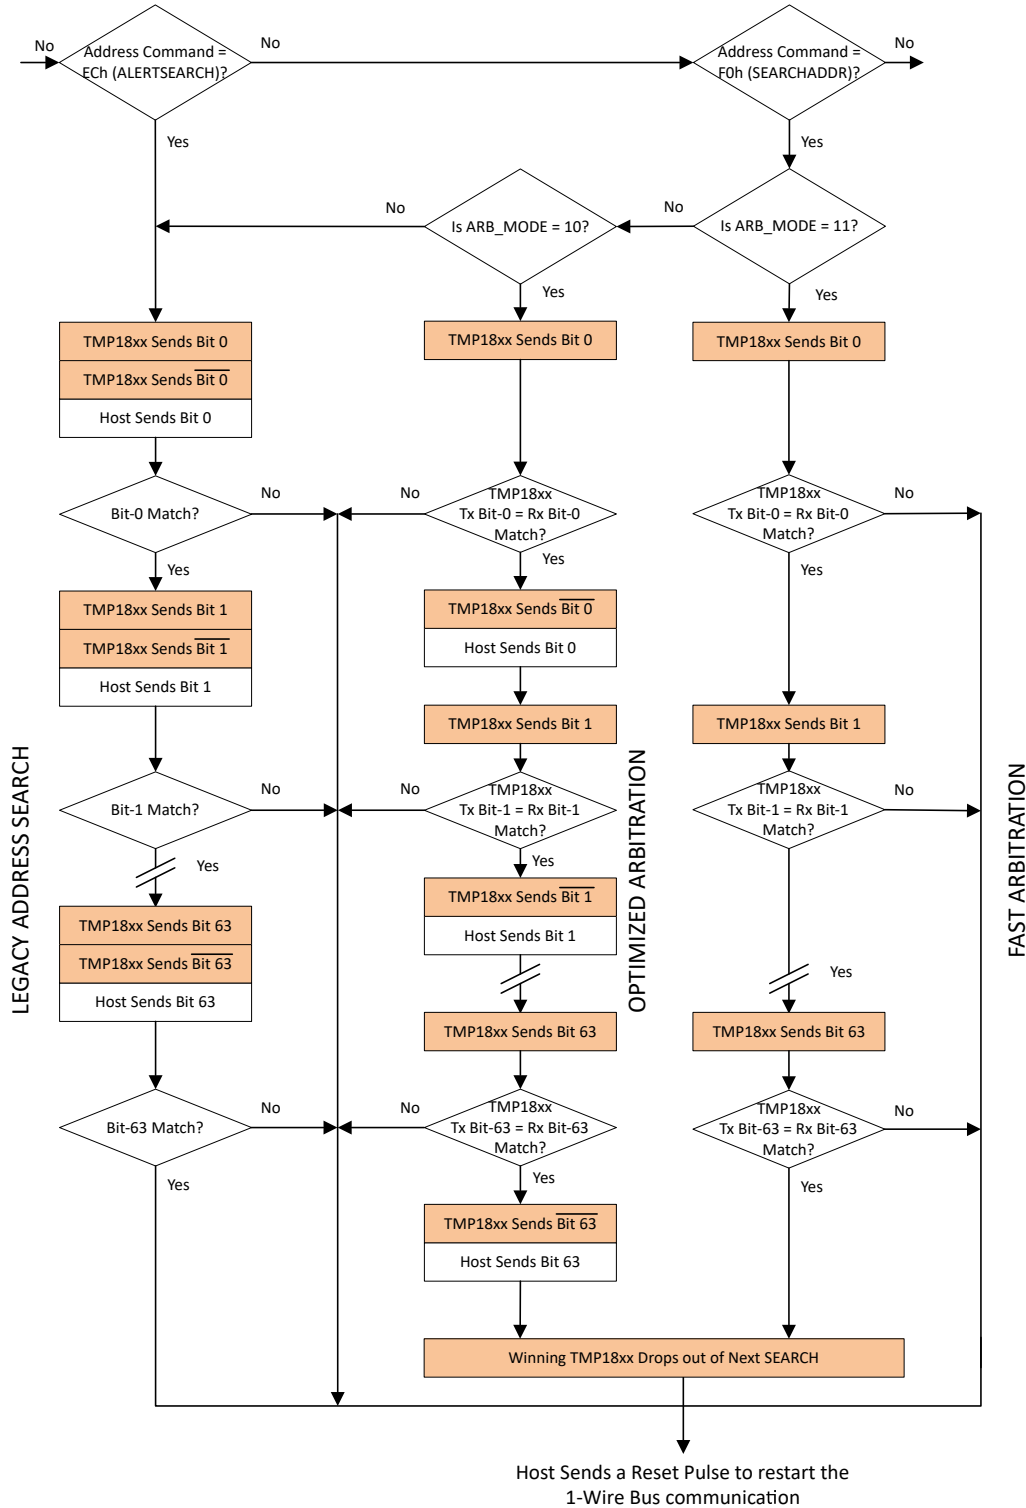 No
Address Command =
ECh (ALERTSEARCH)?
No
Address Command =
F0h (SEARCHADDR)?
No
Yes
Yes
Is ARB_MODE = 11?
No
Is ARB_MODE = 10?
No
Yes
Yes
TMP18xx Sends Bit 0
TMP18xx Sends B̅i̅t̅ ̅0̅
Host Sends Bit 0
TMP18xx Sends Bit 0
TMP18xx Sends Bit 0
Bit-0 Match?
No
No
TMP18xx
Tx Bit-0 = Rx Bit-0
Match?
TMP18xx
Tx Bit-0 = Rx Bit-0
Match?
No
Yes
Yes
Yes
TMP18xx Sends Bit 1
TMP18xx Sends B̅i̅t̅ ̅1̅
Host Sends Bit 1
TMP18xx Sends B̅i̅t̅ ̅0̅
Host Sends Bit 0
TMP18xx Sends Bit 1
TMP18xx Sends Bit 1
LEGACY ADDRESS SEARCH
Bit-1 Match?
No
No
TMP18xx
Tx Bit-1 = Rx Bit-1
Match?
OPTIMIZED ARBITRATION
TMP18xx
Tx Bit-1 = Rx Bit-1
Match?
No
FAST ARBITRATION
Yes
Yes
TMP18xx Sends Bit 63
TMP18xx Sends B̅i̅t̅ ̅6̅3̅
Host Sends Bit 63
TMP18xx Sends B̅i̅t̅ ̅1̅
Host Sends Bit 1
Yes
TMP18xx Sends Bit 63
TMP18xx Sends Bit 63
Bit-63 Match?
No
No
TMP18xx
Tx Bit-63 = Rx Bit-63
Match?
TMP18xx
Tx Bit-63 = Rx Bit-63
Match?
No
Yes
Yes
Yes
TMP18xx Sends B̅i̅t̅ ̅6̅3̅
Host Sends Bit 63
Winning TMP18xx Drops out of Next SEARCH
Host Sends a Reset Pulse to restart the
1-Wire Bus communication